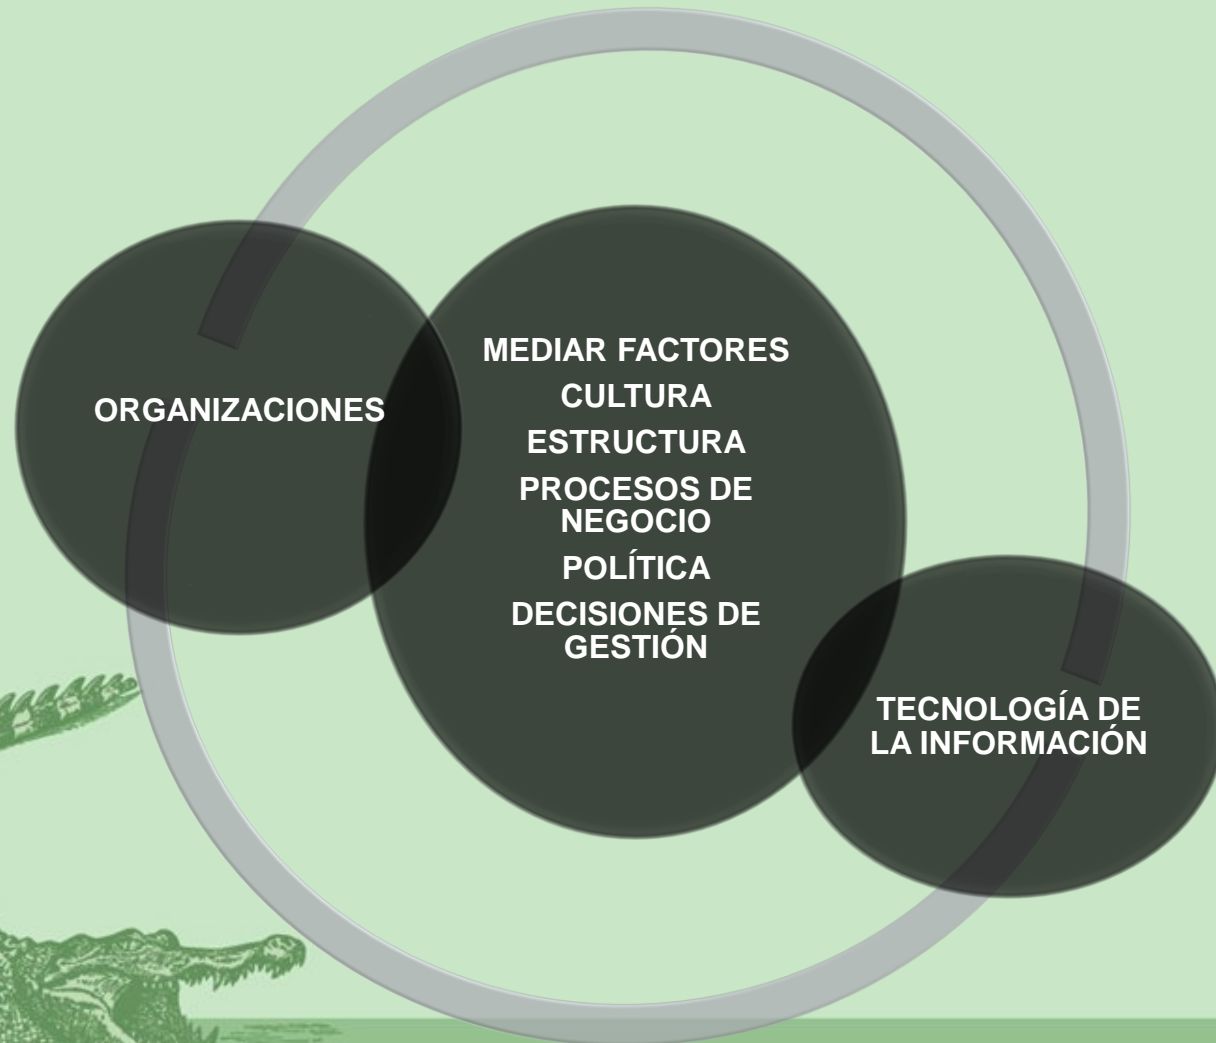 ORGANIZACIONES
MEDIAR FACTORES
CULTURA
ESTRUCTURA
PROCESOS DE
NEGOCIO
POLÍTICA
DECISIONES DE
GESTIÓN
TECNOLOGÍA DE
LA INFORMACIÓN